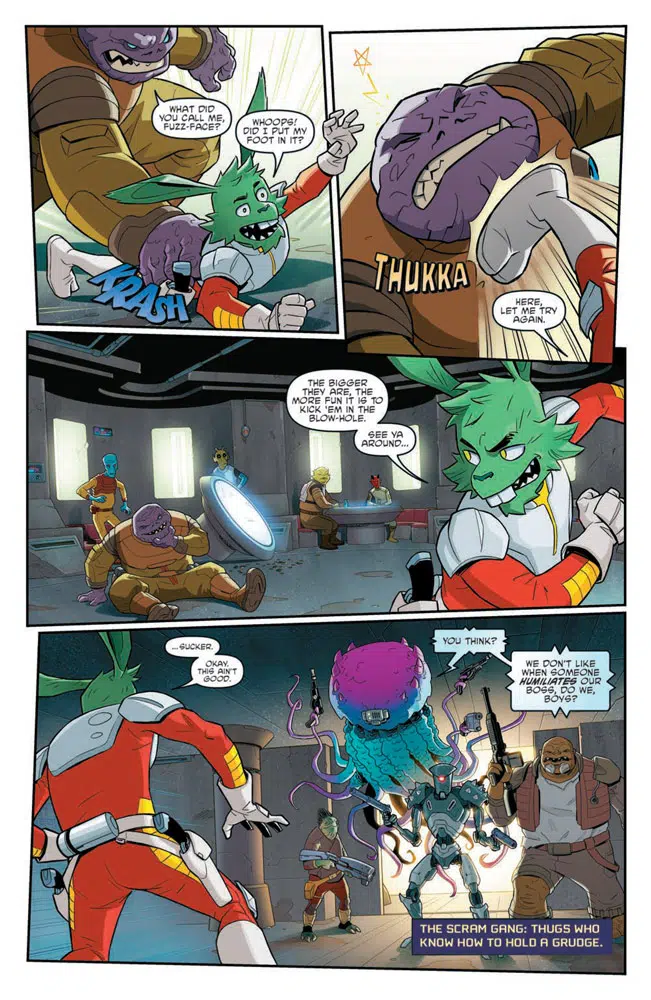 WHAT DID
YOU CALL ME,
FUZZ-FACE?
WHOOPS!
DID I PUT MY
FOOT IN IT?
KRASH
THUKKA
HERE,
LET ME TRY
AGAIN.
THE BIGGER
THEY ARE, THE
MORE FUN IT IS TO
KICK 'EM IN THE
BLOW-HOLE.
SEE YA
AROUND...
...SUCKER.
OKAY.
THIS AIN'T
GOOD.
YOU THINK?
WE DON'T LIKE
WHEN SOMEONE
HUMILIATES OUR
BOSS, DO WE,
BOYS?
THE SCRAM GANG: THUGS WHO
KNOW HOW TO HOLD A GRUDGE.